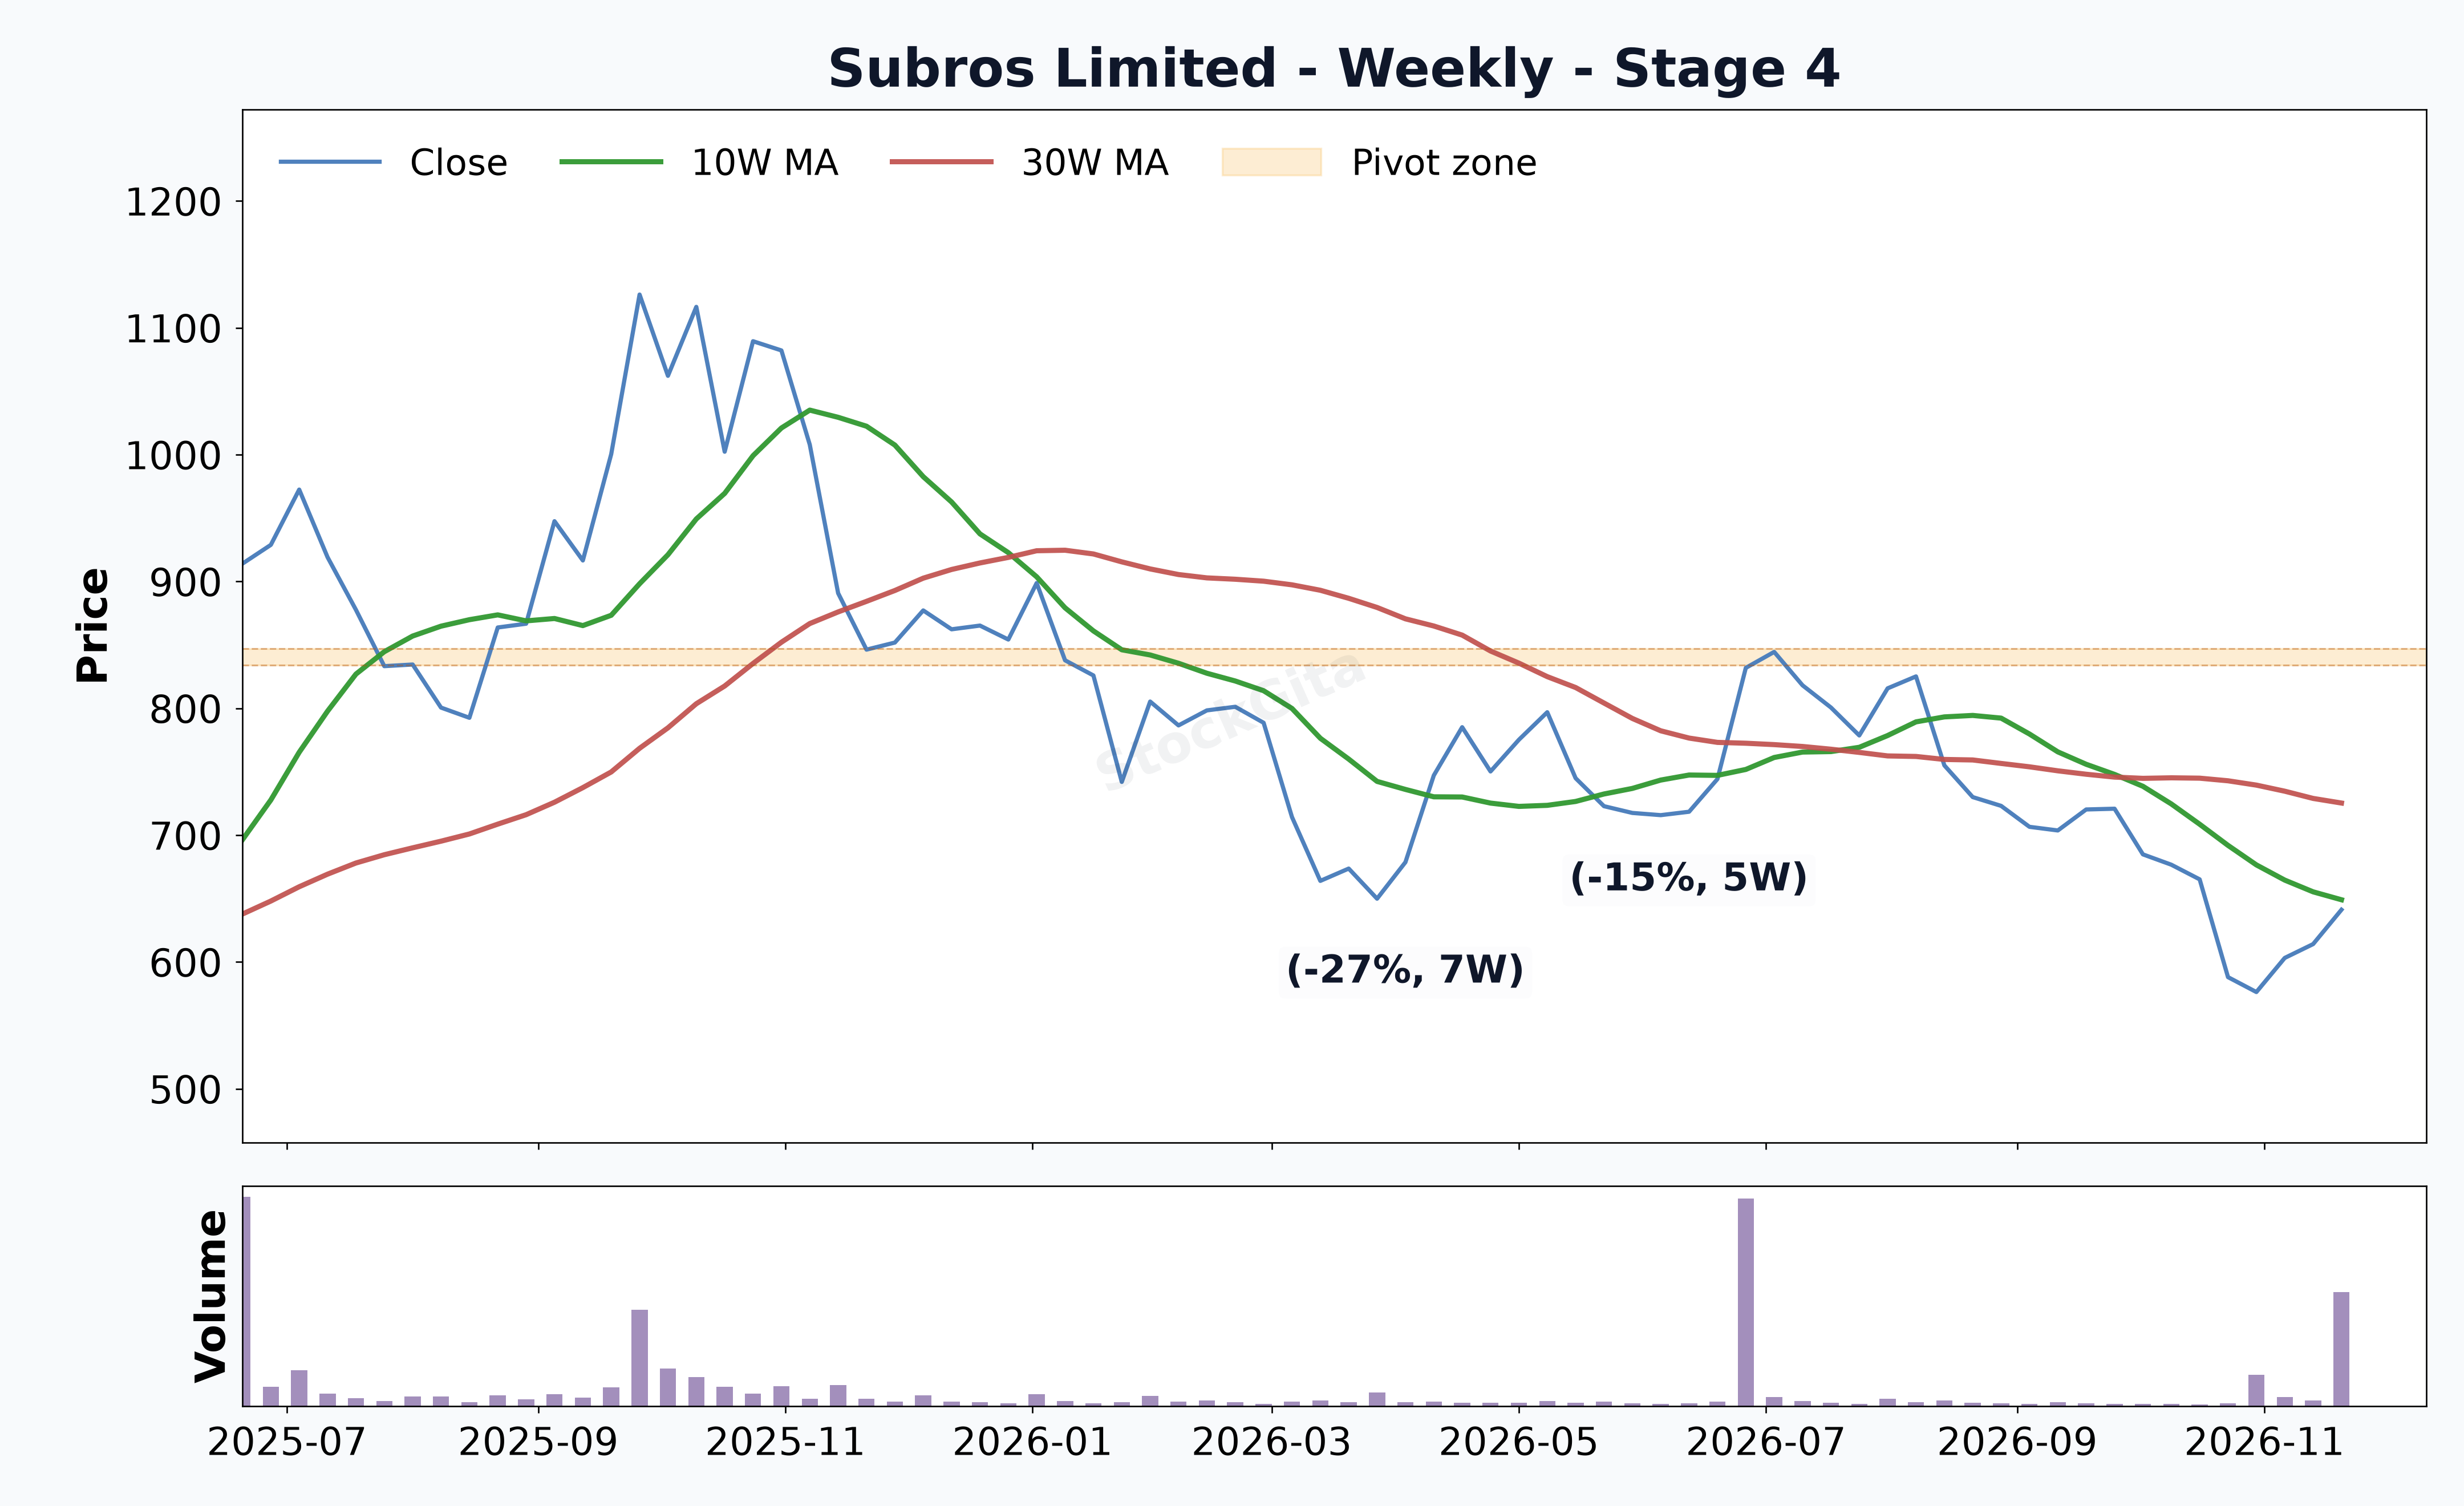 Subros Limited - Weekly - Stage 4
Close 10W MA 30W MA Pivot zone
Price
1200
1100
1000
900
800
700
600
500
StockGita
(-15%, 5W)
(-27%, 7W)
Volume
2025-07 2025-09 2025-11 2026-01 2026-03 2026-05 2026-07 2026-09 2026-11